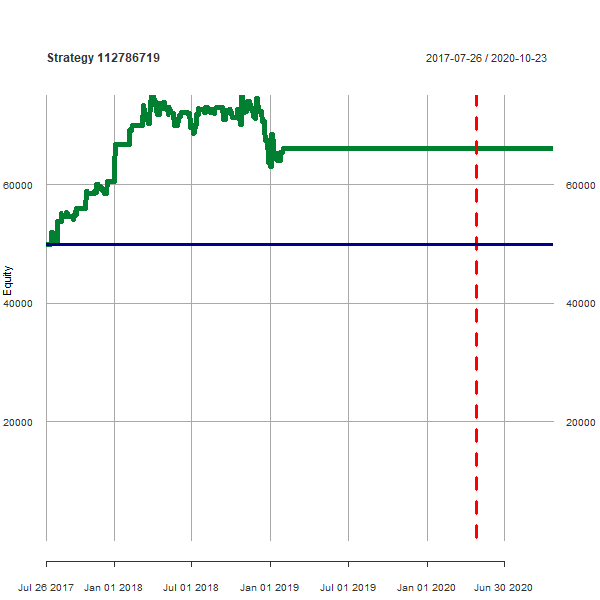 Strategy 112786719
2017-07-26 / 2020-10-23
60000
60000
Equity
40000
40000
20000
20000
Jul 26 2017
Jan 01 2018
Jul 01 2018
Jan 01 2019
Jul 01 2019
Jan 01 2020
Jun 30 2020